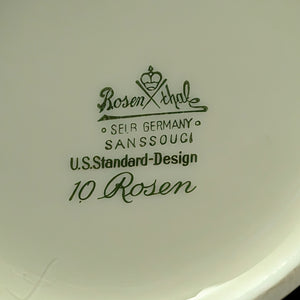 Rosenthal
SELB GERMANY
SANSSOUCI
U.S.Standard-Design
10 Rosen